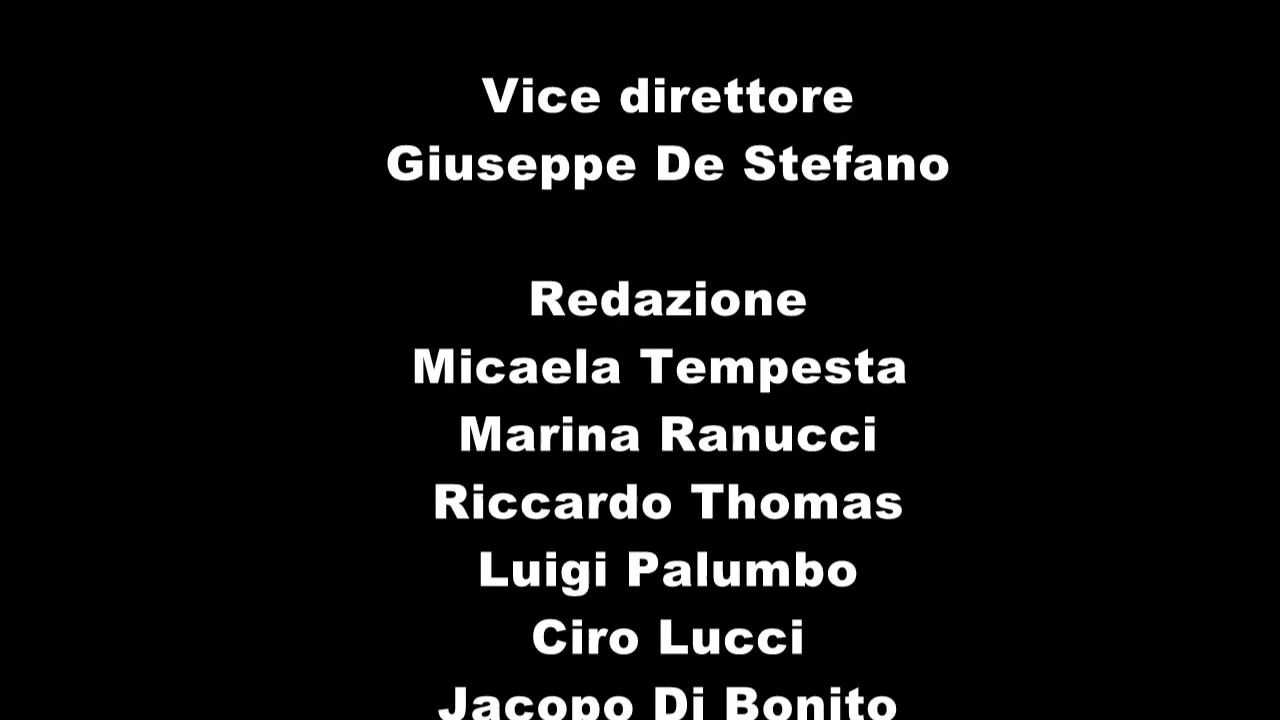 Vice direttore
Giuseppe De Stefano
Redazione
Micaela Tempesta
Marina Ranucci
Riccardo Thomas
Luigi Palumbo
Ciro Lucci
Jacopo Di Bonito